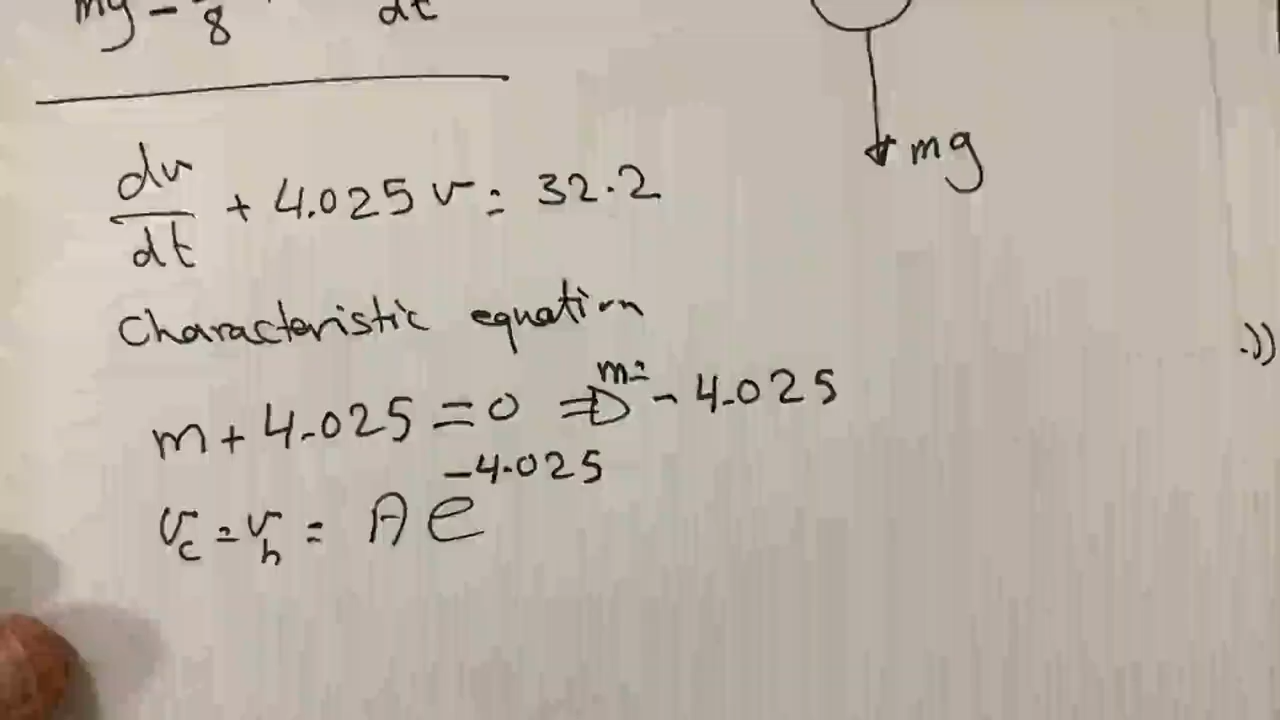 mg - /8 dt
mg
dv/dt + 4.025 v = 32.2
Characteristic equation
m + 4.025 = 0 ⇒ m = - 4.025
v_c = v_h = A e^-4.025